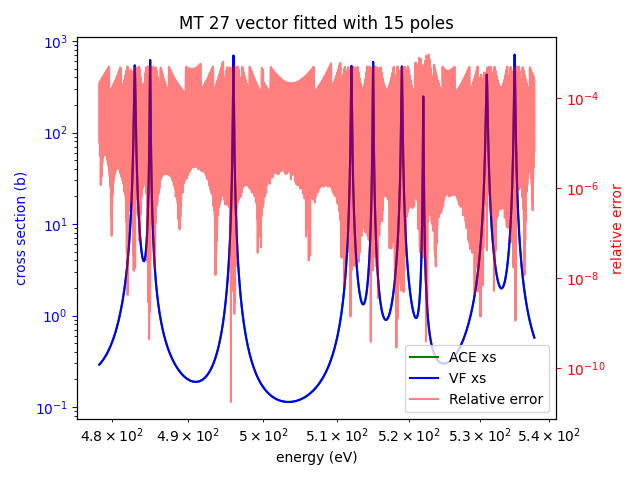 MT 27 vector fitted with 15 poles
cross section (b)
10³
10²
10¹
10⁰
10⁻¹
10⁻⁴
10⁻⁶
10⁻⁸
10⁻¹⁰
relative error
ACE xs
VF xs
Relative error
4.8 × 10² 4.9 × 10² 5 × 10² 5.1 × 10² 5.2 × 10² 5.3 × 10² 5.4 × 10²
energy (eV)